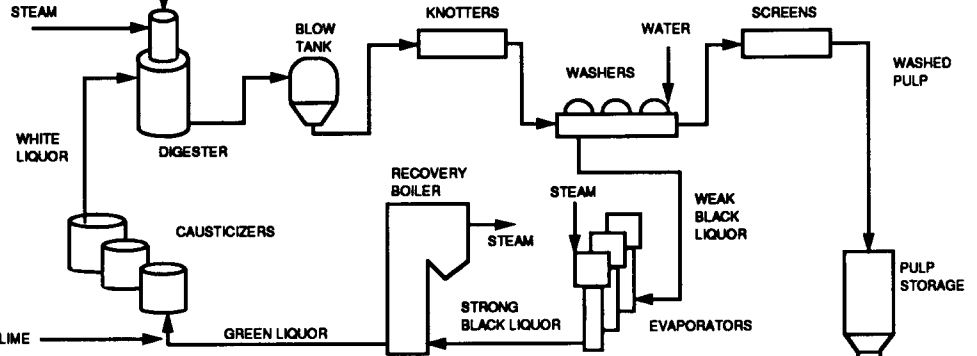 STEAM
BLOW
TANK
KNOTTERS
SCREENS
WATER
WASHERS
WASHED
PULP
WHITE
LIQUOR
DIGESTER
RECOVERY
BOILER
STEAM
WEAK
BLACK
LIQUOR
CAUSTICIZERS
STEAM
PULP
STORAGE
STRONG
BLACK LIQUOR
EVAPORATORS
LIME
GREEN LIQUOR